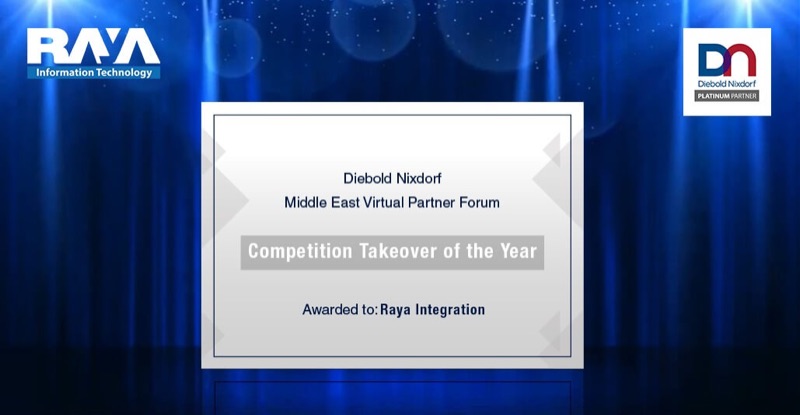 RAYA
Information Technology
DN
Diebold Nixdorf
PLATINUM PARTNER
Diebold Nixdorf
Middle East Virtual Partner Forum
Competition Takeover of the Year
Awarded to: Raya Integration